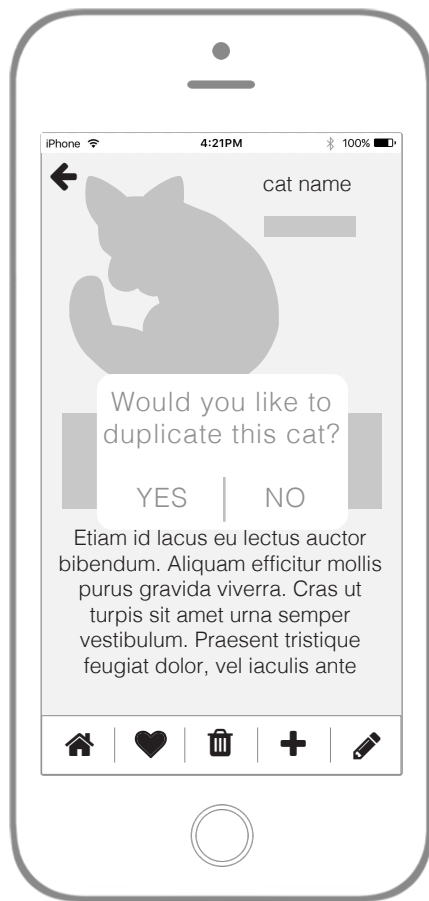 iPhone 4:21PM 100%
cat name
Would you like to
duplicate this cat?
YES NO
Etiam id lacus eu lectus auctor
bibendum. Aliquam efficitur mollis
purus gravida viverra. Cras ut
turpis sit amet urna semper
vestibulum. Praesent tristique
feugiat dolor, vel iaculis ante